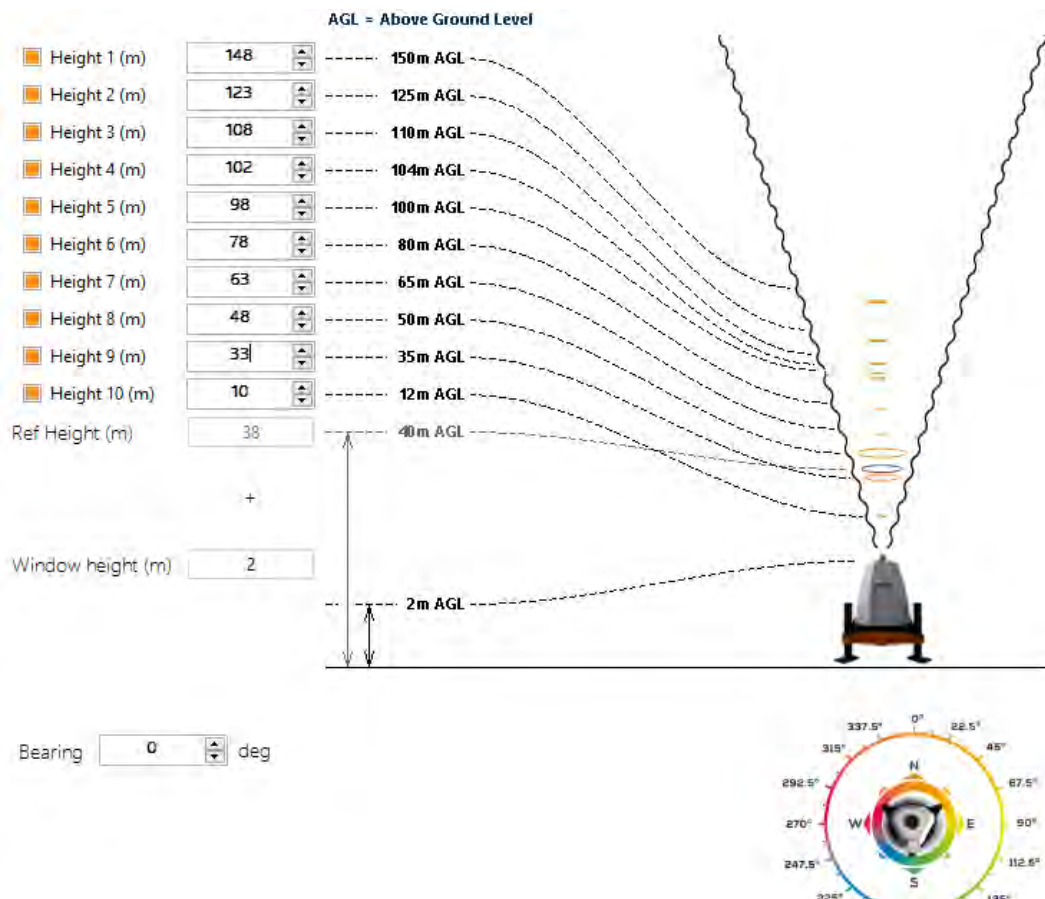 AGL = Above Ground Level
Height 1 (m) 148 150m AGL
Height 2 (m) 123 125m AGL
Height 3 (m) 108 110m AGL
Height 4 (m) 102 104m AGL
Height 5 (m) 98 100m AGL
Height 6 (m) 78 80m AGL
Height 7 (m) 63 65m AGL
Height 8 (m) 48 50m AGL
Height 9 (m) 33 35m AGL
Height 10 (m) 10 12m AGL
Ref Height (m) 38 40m AGL
+
Window height (m) 2
2m AGL
Bearing 0 deg
0°
337.5° 22.5°
315° 45°
N
292.5° 67.5°
270° W E 90°
247.5° 112.5°
S
225° 135°